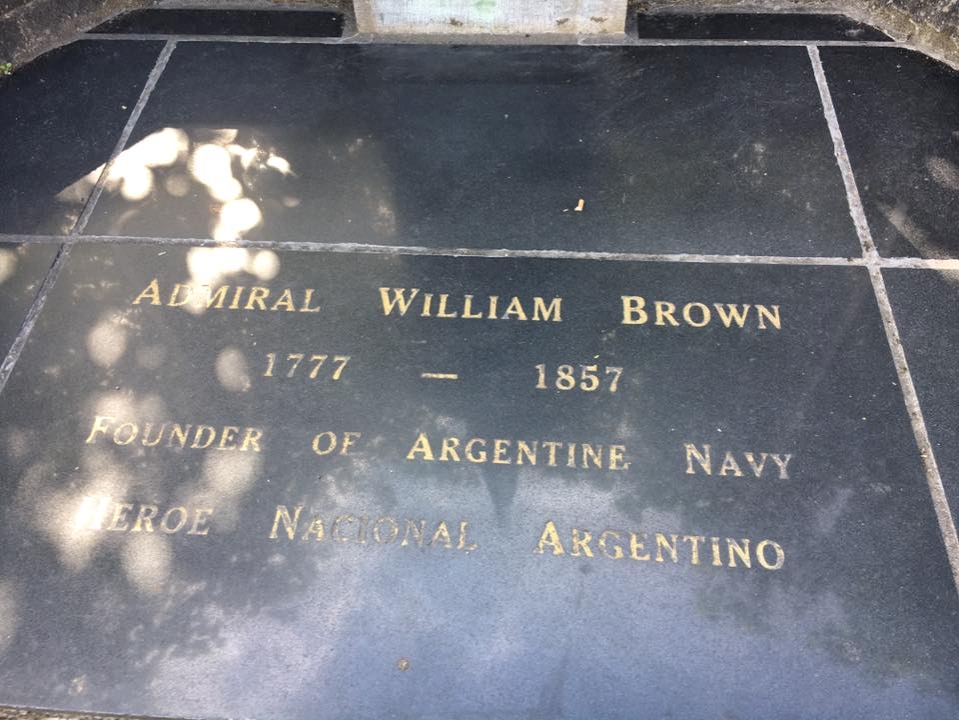 ADMIRAL WILLIAM BROWN
1777 — 1857
FOUNDER OF ARGENTINE NAVY
HEROE NACIONAL ARGENTINO